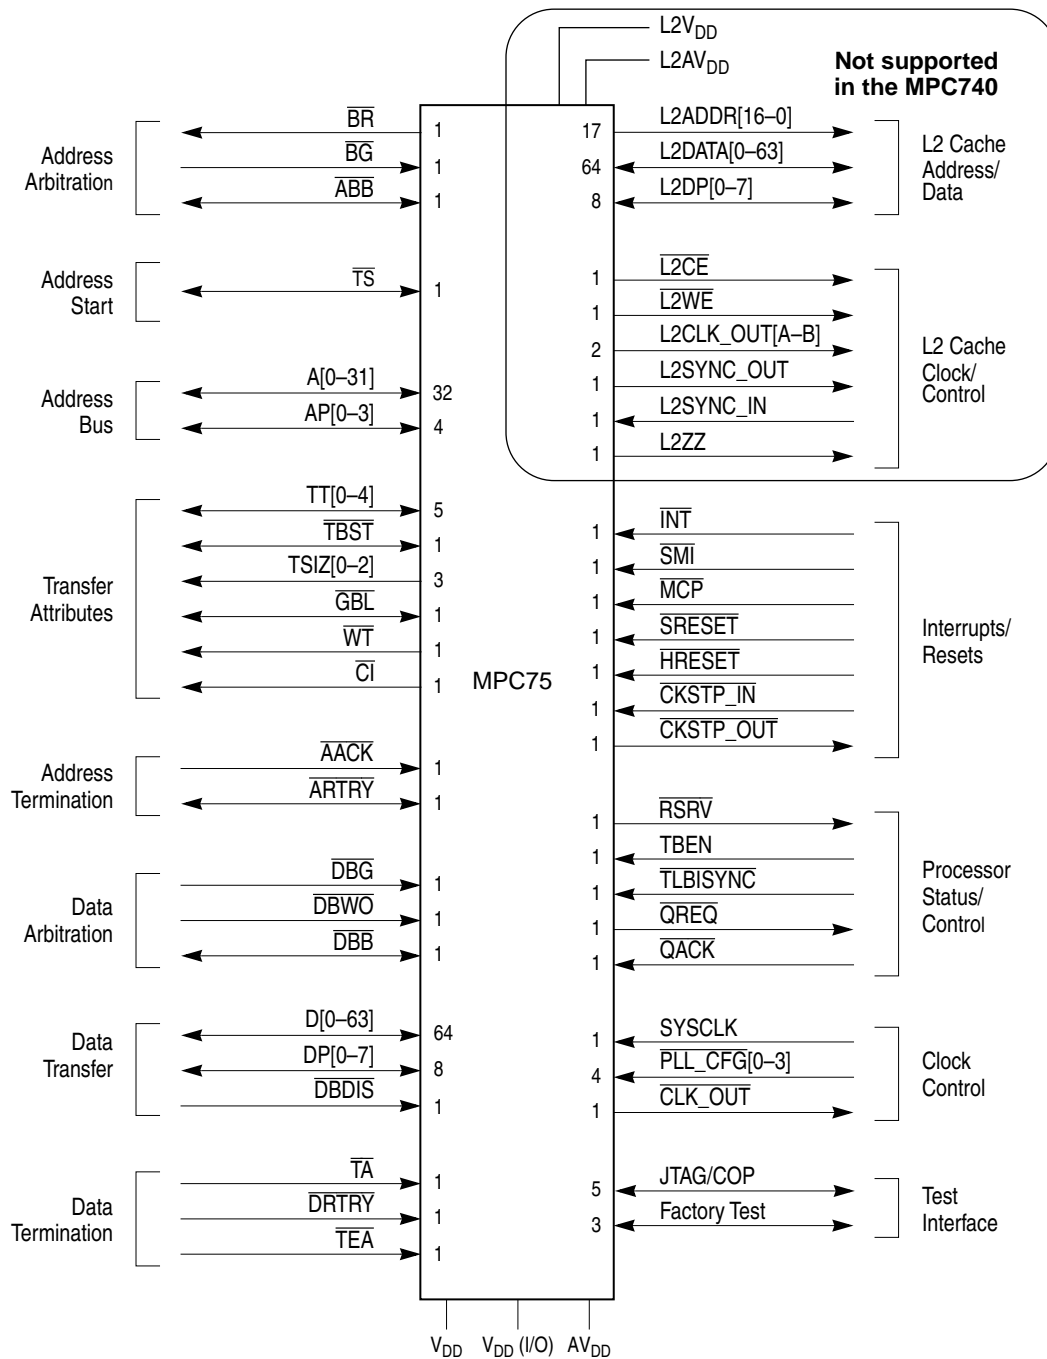 L2VDD
L2AVDD
Not supported
in the MPC740
Address
Arbitration
BR
1
BG
1
ABB
1
Address
Start
TS
1
Address
Bus
A[0–31]
32
AP[0–3]
4
Transfer
Attributes
TT[0–4]
5
TBST
1
TSIZ[0–2]
3
GBL
1
WT
1
CI
1
Address
Termination
AACK
1
ARTRY
1
Data
Arbitration
DBG
1
DBWO
1
DBB
1
Data
Transfer
D[0–63]
64
DP[0–7]
8
DBDIS
1
Data
Termination
TA
1
DRTRY
1
TEA
1
MPC75
17
L2ADDR[16–0]
64
L2DATA[0–63]
8
L2DP[0–7]
L2 Cache
Address/
Data
1
L2CE
1
L2WE
2
L2CLK_OUT[A–B]
1
L2SYNC_OUT
1
L2SYNC_IN
1
L2ZZ
L2 Cache
Clock/
Control
1
INT
1
SMI
1
MCP
1
SRESET
1
HRESET
1
CKSTP_IN
1
CKSTP_OUT
Interrupts/
Resets
1
RSRV
1
TBEN
1
TLBISYNC
1
QREQ
1
QACK
Processor
Status/
Control
1
SYSCLK
4
PLL_CFG[0–3]
1
CLK_OUT
Clock
Control
5
JTAG/COP
3
Factory Test
Test
Interface
VDD
VDD (I/O)
AVDD